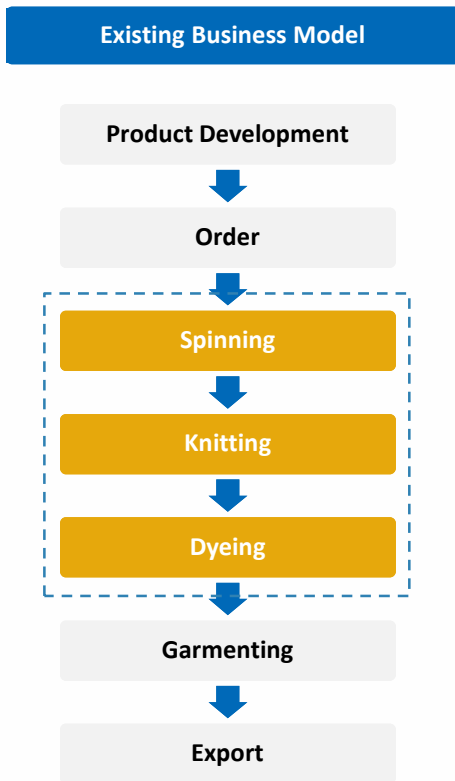 Existing Business Model
Product Development
Order
Spinning
Knitting
Dyeing
Garmenting
Export